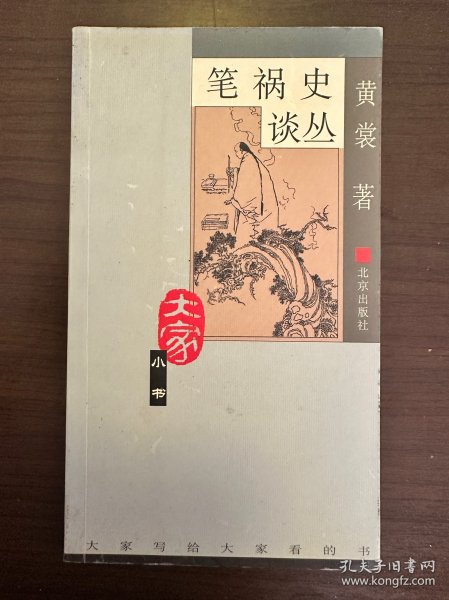 笔祸史
谈丛
黄裳 著
北京出版社
大家
小书
大家写给大家看的书
孔夫子旧书网
www.kongfz.com